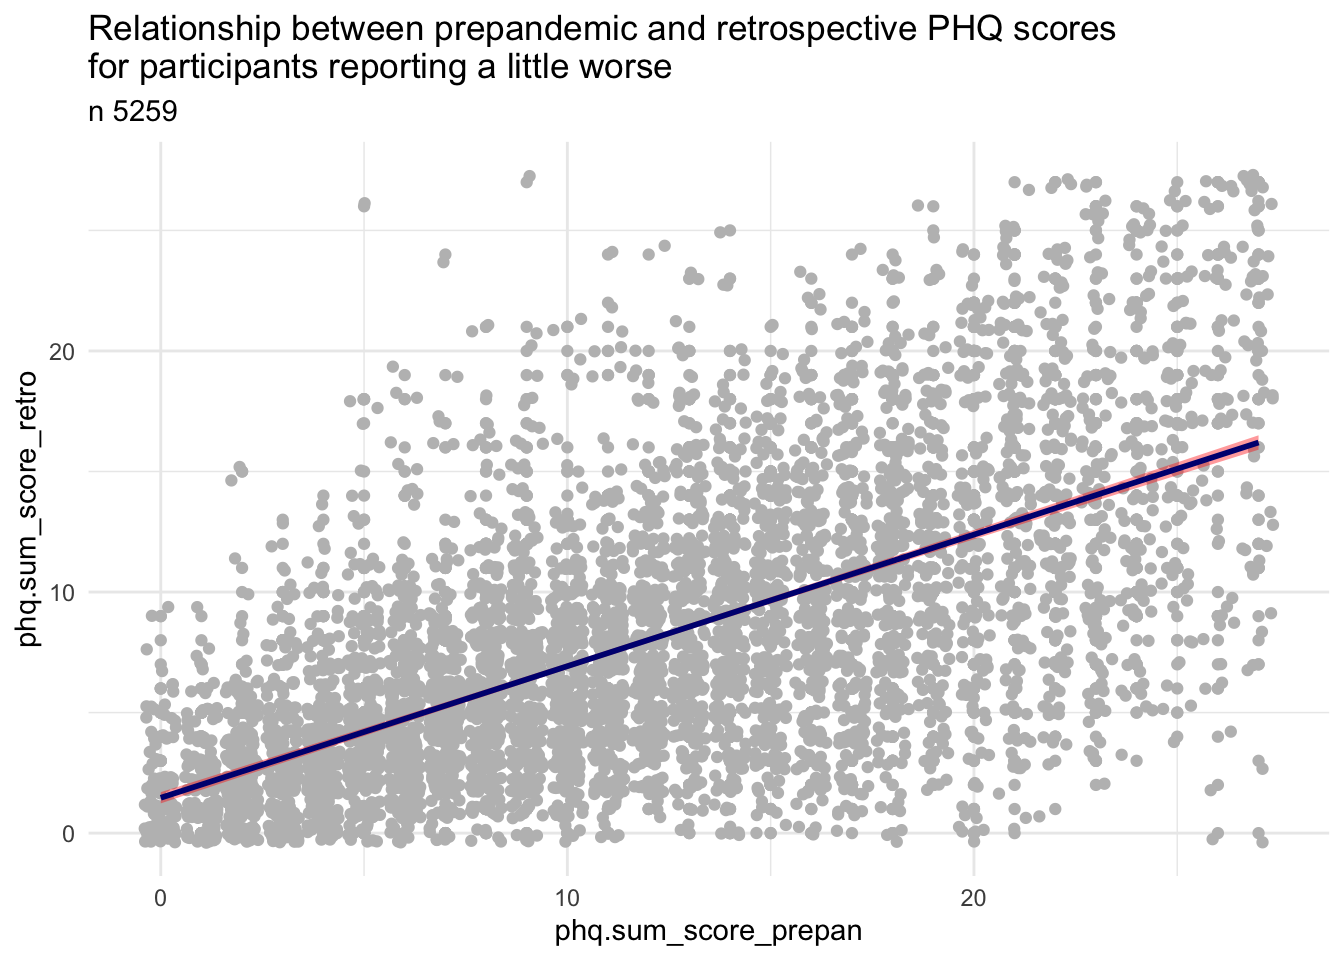 Relationship between prepandemic and retrospective PHQ scores
for participants reporting a little worse
n 5259
phq.sum_score_retro
20
10
0
0
10
20
phq.sum_score_prepan